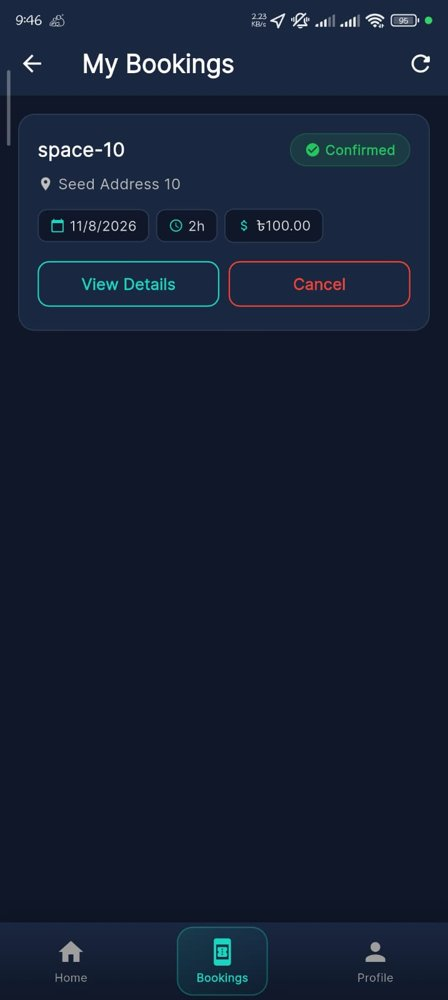 9:46 2.23 KB/s 95
My Bookings
space-10 Confirmed
Seed Address 10
11/8/2026 2h $ ৳100.00
View Details Cancel
Home Bookings Profile